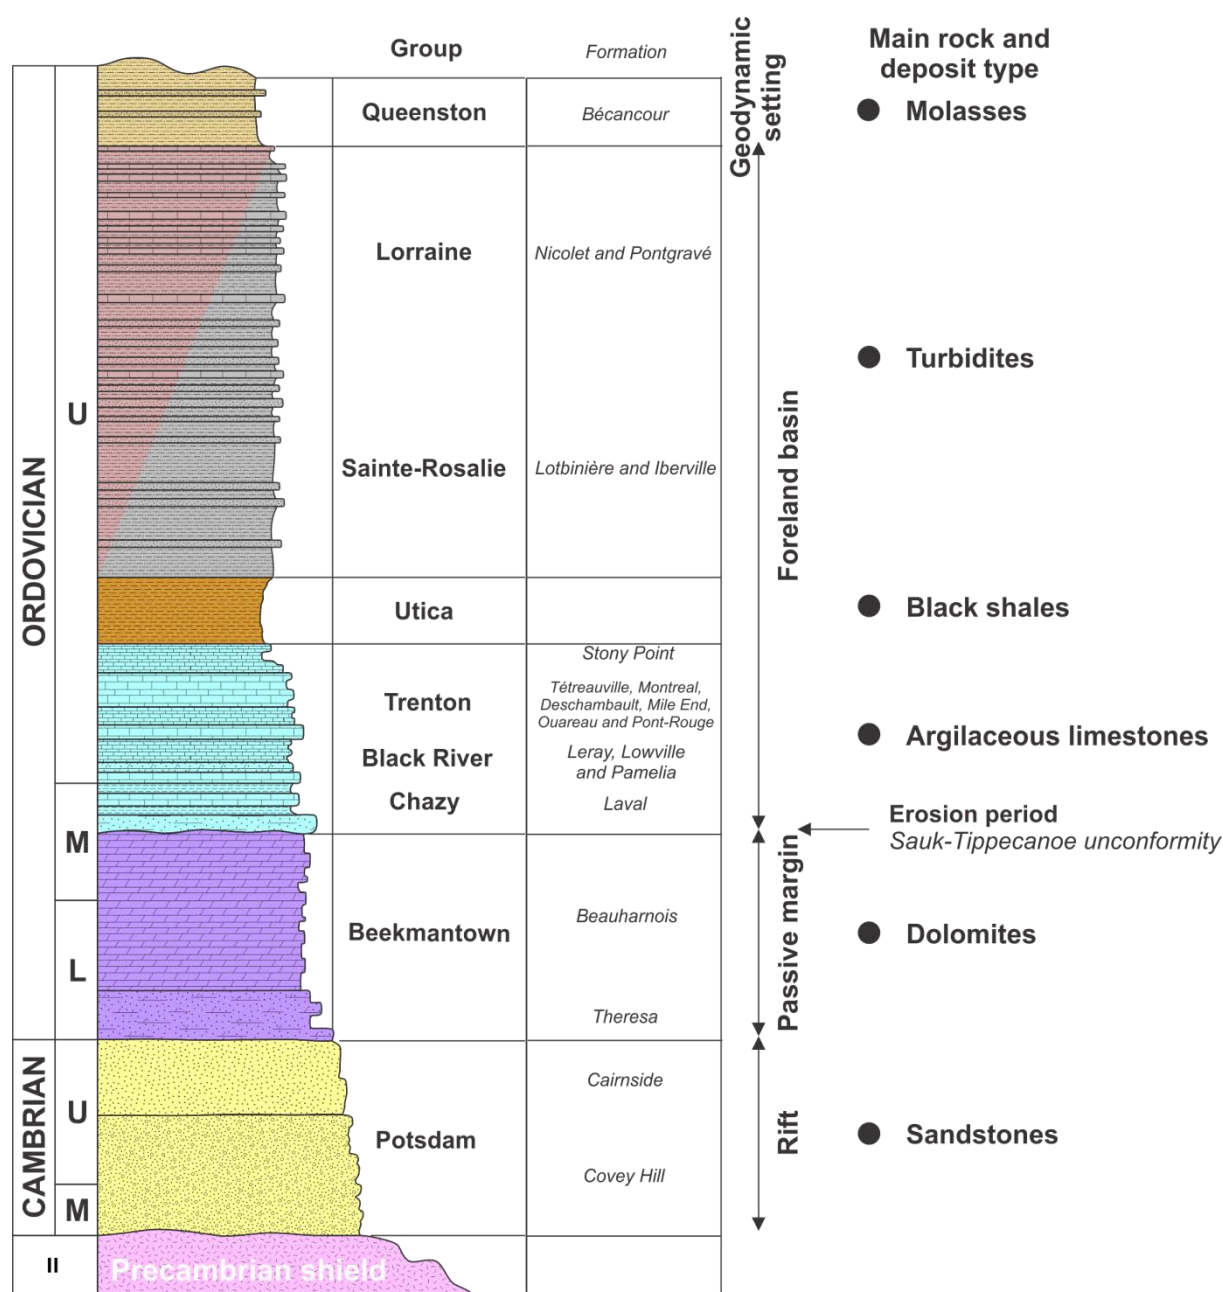 Group
Formation
Geodynamic
setting
Main rock and
deposit type
Queenston
Bécancour
Molasses
Lorraine
Nicolet and Pontgravé
Turbidites
ORDOVICIAN
U
Sainte-Rosalie
Lotbinière and Iberville
Foreland basin
Utica
Black shales
Stony Point
Trenton
Tétreauville, Montreal,
Deschambault, Mile End,
Ouareau and Pont-Rouge
Argilaceous limestones
Black River
Leray, Lowville
and Pamelia
Chazy
Laval
Erosion period
Sauk-Tippecanoe unconformity
M
Beekmantown
Beauharnois
Passive margin
Dolomites
L
Theresa
CAMBRIAN
U
Cairnside
Potsdam
Rift
Sandstones
Covey Hill
M
II
Precambrian shield